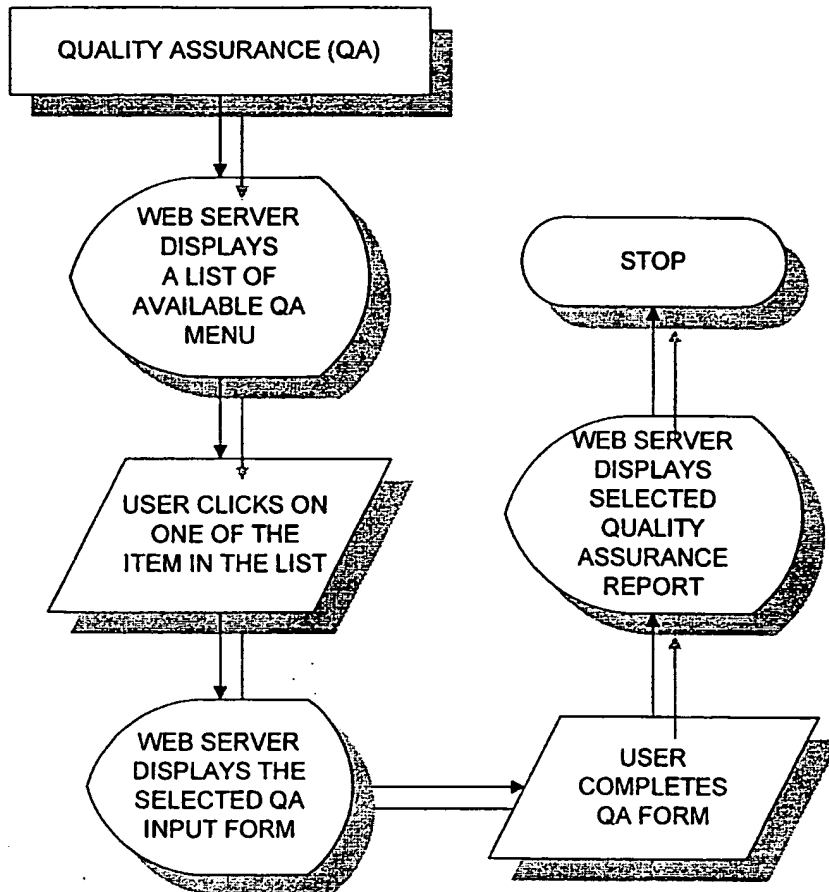 QUALITY ASSURANCE (QA)
WEB SERVER
DISPLAYS
A LIST OF
AVAILABLE QA
MENU
USER CLICKS ON
ONE OF THE
ITEM IN THE LIST
WEB SERVER
DISPLAYS THE
SELECTED QA
INPUT FORM
USER
COMPLETES
QA FORM
WEB SERVER
DISPLAYS
SELECTED
QUALITY
ASSURANCE
REPORT
STOP